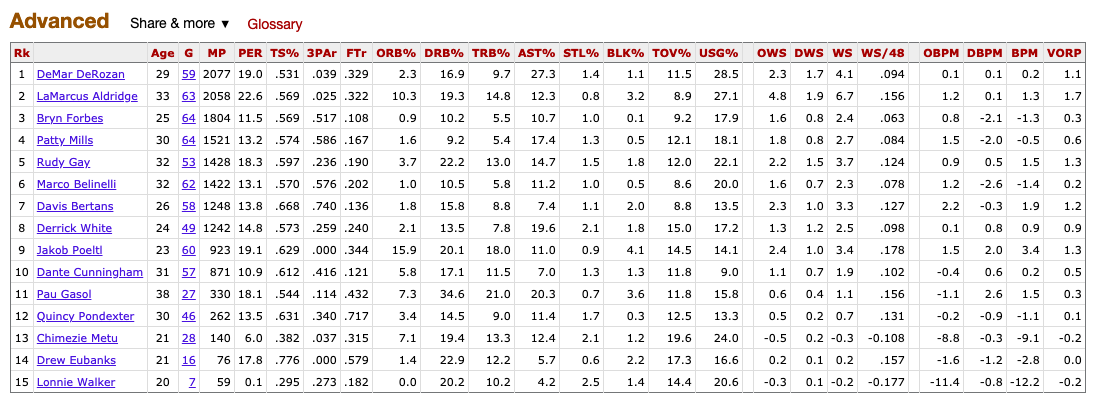 Advanced Share & more ▼ Glossary
Rk Age G MP PER TS% 3PAr FTr ORB% DRB% TRB% AST% STL% BLK% TOV% USG% OWS DWS WS WS/48 OBPM DBPM BPM VORP
1 DeMar DeRozan 29 59 2077 19.0 .531 .039 .329 2.3 16.9 9.7 27.3 1.4 1.1 11.5 28.5 2.3 1.7 4.1 .094 0.1 0.1 0.2 1.1
2 LaMarcus Aldridge 33 63 2058 22.6 .569 .025 .322 10.3 19.3 14.8 12.3 0.8 3.2 8.9 27.1 4.8 1.9 6.7 .156 1.2 0.1 1.3 1.7
3 Bryn Forbes 25 64 1804 11.5 .569 .517 .108 0.9 10.2 5.5 10.7 1.0 0.1 9.2 17.9 1.6 0.8 2.4 .063 0.8 -2.1 -1.3 0.3
4 Patty Mills 30 64 1521 13.2 .574 .586 .167 1.6 9.2 5.4 17.4 1.3 0.5 12.1 18.1 1.8 0.8 2.7 .084 1.5 -2.0 -0.5 0.6
5 Rudy Gay 32 53 1428 18.3 .597 .236 .190 3.7 22.2 13.0 14.7 1.5 1.8 12.0 22.1 2.2 1.5 3.7 .124 0.9 0.5 1.5 1.3
6 Marco Belinelli 32 62 1422 13.1 .570 .576 .202 1.0 10.5 5.8 11.2 1.0 0.5 8.6 20.0 1.6 0.7 2.3 .078 1.2 -2.6 -1.4 0.2
7 Davis Bertans 26 58 1248 13.8 .668 .740 .136 1.8 15.8 8.8 7.4 1.1 2.0 8.8 13.5 2.3 1.0 3.3 .127 2.2 -0.3 1.9 1.2
8 Derrick White 24 49 1242 14.8 .573 .259 .240 2.1 13.5 7.8 19.6 2.1 1.8 15.0 17.2 1.3 1.2 2.5 .098 0.1 0.8 0.9 0.9
9 Jakob Poeltl 23 60 923 19.1 .629 .000 .344 15.9 20.1 18.0 11.0 0.9 4.1 14.5 14.1 2.4 1.0 3.4 .178 1.5 2.0 3.4 1.3
10 Dante Cunningham 31 57 871 10.9 .612 .416 .121 5.8 17.1 11.5 7.0 1.3 1.3 11.8 9.0 1.1 0.7 1.9 .102 -0.4 0.6 0.2 0.5
11 Pau Gasol 38 27 330 18.1 .544 .114 .432 7.3 34.6 21.0 20.3 0.7 3.6 11.8 15.8 0.6 0.4 1.1 .156 -1.1 2.6 1.5 0.3
12 Quincy Pondexter 30 46 262 13.5 .631 .340 .717 3.4 14.5 9.0 11.4 1.7 0.3 12.5 13.3 0.5 0.2 0.7 .131 -0.2 -0.9 -1.1 0.1
13 Chimezie Metu 21 28 140 6.0 .382 .037 .315 7.1 19.4 13.3 12.4 2.1 1.2 19.6 24.0 -0.5 0.2 -0.3 -0.108 -8.8 -0.3 -9.1 -0.2
14 Drew Eubanks 21 16 76 17.8 .776 .000 .579 1.4 22.9 12.2 5.7 0.6 2.2 17.3 16.6 0.2 0.1 0.2 .157 -1.6 -1.2 -2.8 0.0
15 Lonnie Walker 20 7 59 0.1 .295 .273 .182 0.0 20.2 10.2 4.2 2.5 1.4 14.4 20.6 -0.3 0.1 -0.2 -0.177 -11.4 -0.8 -12.2 -0.2